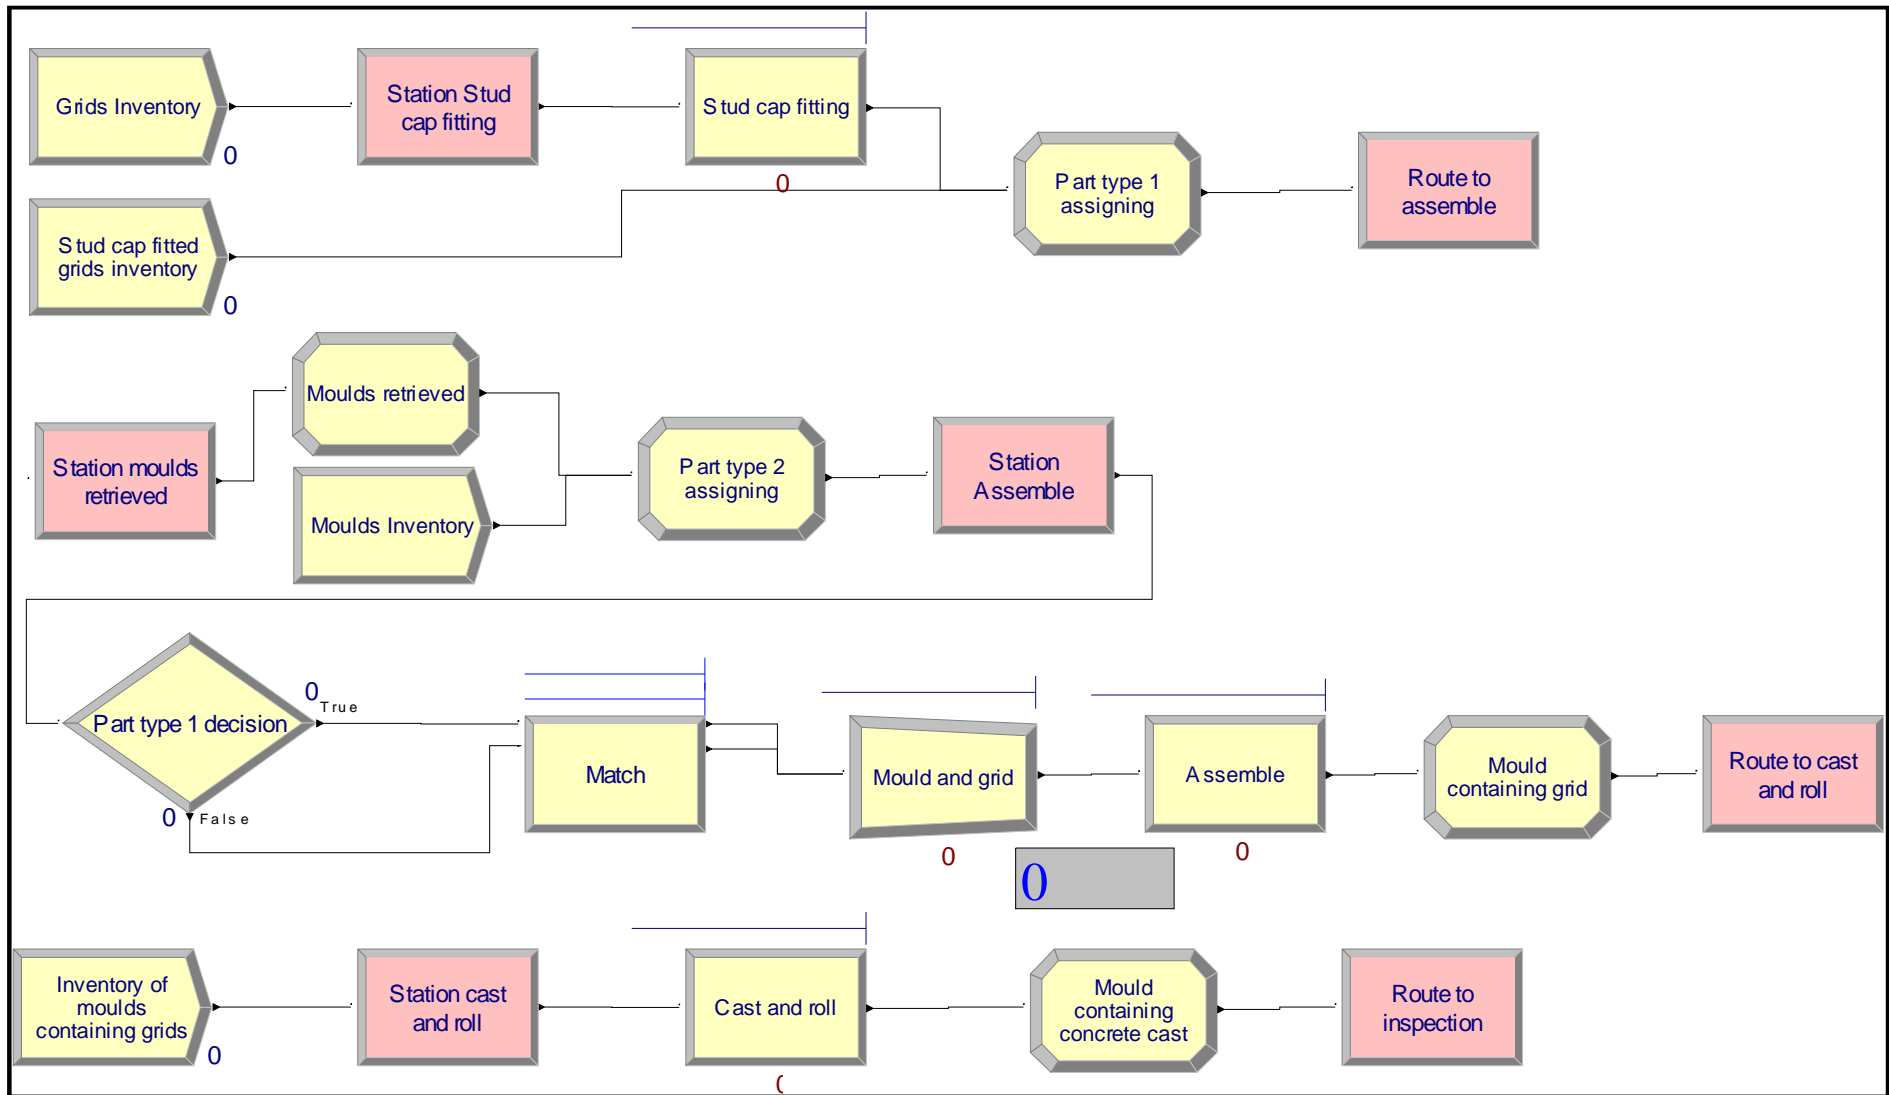 Grids Inventory
0
Station Stud
cap fitting
Stud cap fitting
0
Part type 1
assigning
Route to
assemble
Stud cap fitted
grids inventory
0
Station moulds
retrieved
Moulds retrieved
Moulds Inventory
Part type 2
assigning
Station
Assemble
Part type 1 decision
0
True
0
False
Match
Mould and grid
0
0
Assemble
0
Mould
containing grid
Route to cast
and roll
Inventory of
moulds
containing grids
0
Station cast
and roll
Cast and roll
Mould
containing
concrete cast
Route to
inspection